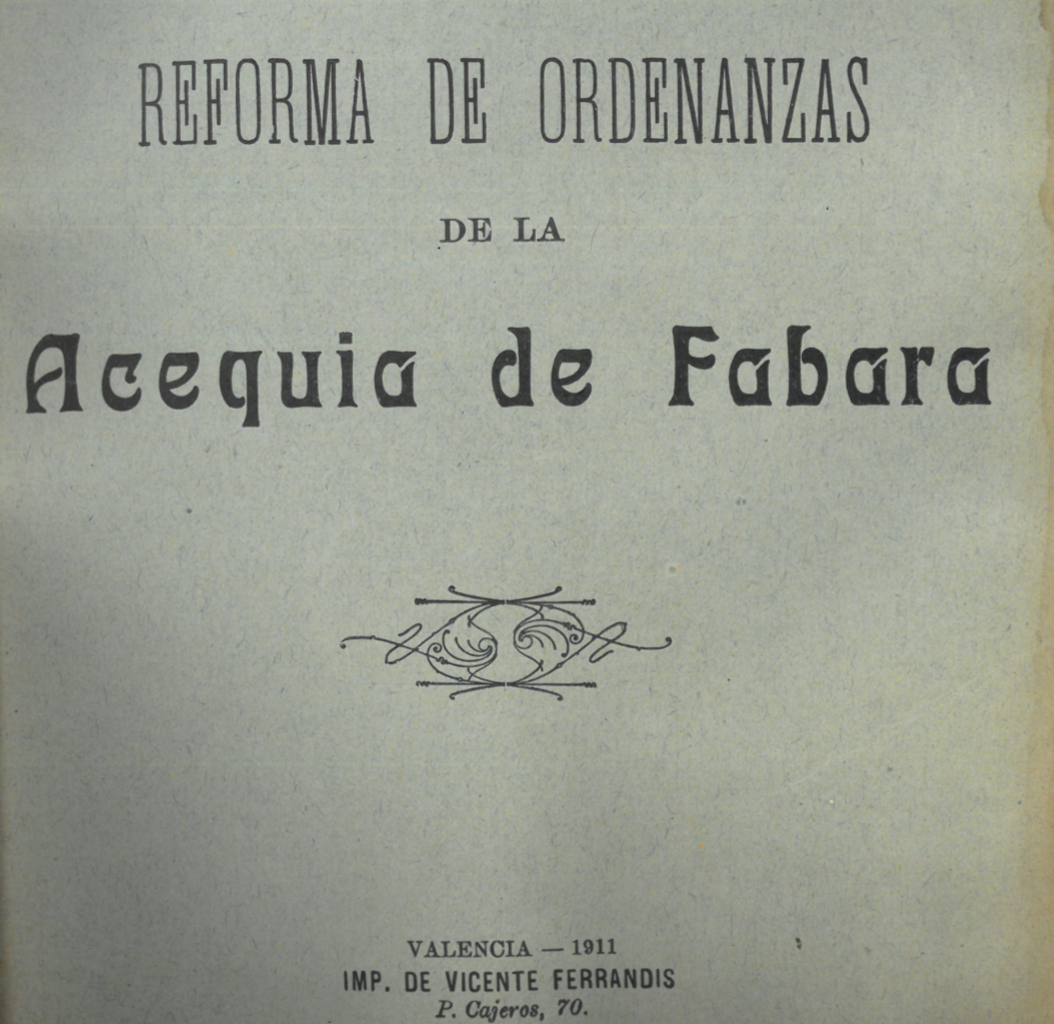 REFORMA DE ORDENANZAS
DE LA
Acequia de Fabara
VALENCIA — 1911
IMP. DE VICENTE FERRANDIS
P. Cajeros, 70.